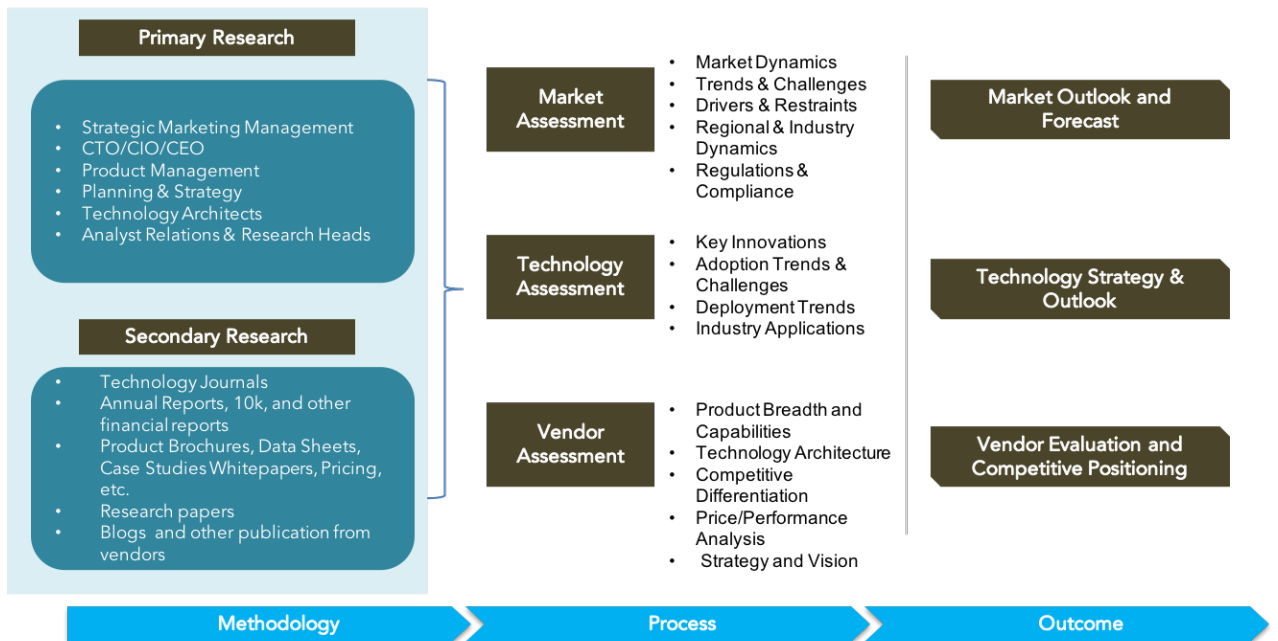 Primary Research
• Strategic Marketing Management
• CTO/CIO/CEO
• Product Management
• Planning & Strategy
• Technology Architects
• Analyst Relations & Research Heads
Secondary Research
• Technology Journals
• Annual Reports, 10k, and other
financial reports
• Product Brochures, Data Sheets,
Case Studies Whitepapers, Pricing,
etc.
• Research papers
• Blogs and other publication from
vendors
Market
Assessment
• Market Dynamics
• Trends & Challenges
• Drivers & Restraints
• Regional & Industry
Dynamics
• Regulations &
Compliance
Technology
Assessment
• Key Innovations
• Adoption Trends &
Challenges
• Deployment Trends
• Industry Applications
Vendor
Assessment
• Product Breadth and
Capabilities
• Technology Architecture
• Competitive
Differentiation
• Price/Performance
Analysis
• Strategy and Vision
Market Outlook and
Forecast
Technology Strategy &
Outlook
Vendor Evaluation and
Competitive Positioning
Methodology
Process
Outcome